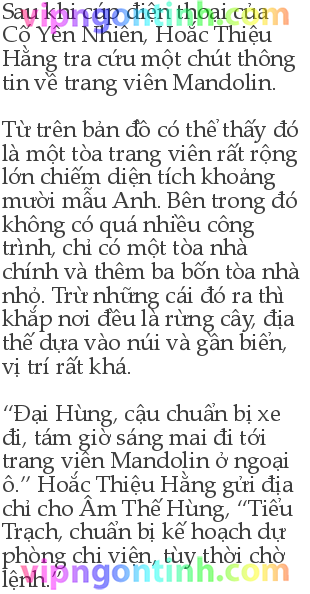 Sau khi cúp điện thoại của
Cố Yên Nhiên, Hoắc Thiệu
Hằng tra cứu một chút thông
tin về trang viên Mandolin.
Từ trên bản đồ có thể thấy đó
là một tòa trang viên rất rộng
lớn chiếm diện tích khoảng
mười mẫu Anh. Bên trong đó
không có quá nhiều công
trình, chỉ có một tòa nhà
chính và thêm ba bốn tòa nhà
nhỏ. Trừ những cái đó ra thì
khắp nơi đều là rừng cây, địa
thế dựa vào núi và gần biển,
vị trí rất khá.
“Đại Hùng, cậu chuẩn bị xe
đi, tám giờ sáng mai đi tới
trang viên Mandolin ở ngoại
ô.” Hoắc Thiệu Hằng gửi địa
chỉ cho Âm Thế Hùng, “Tiểu
Trạch, chuẩn bị kế hoạch dự
phòng chi viện, tùy thời chờ
lệnh.”
vipngontinh.com
vipngontinh.com